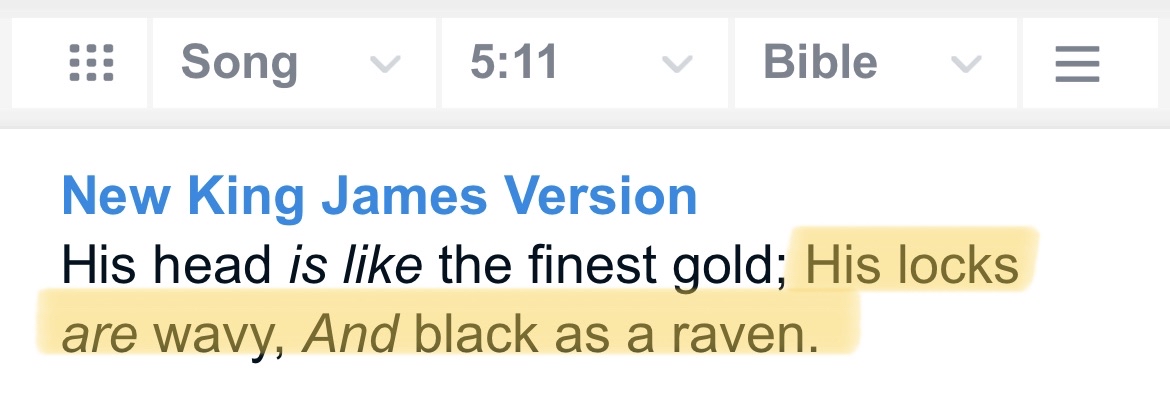 Song 5:11 Bible
New King James Version
His head is like the finest gold; His locks
are wavy, And black as a raven.